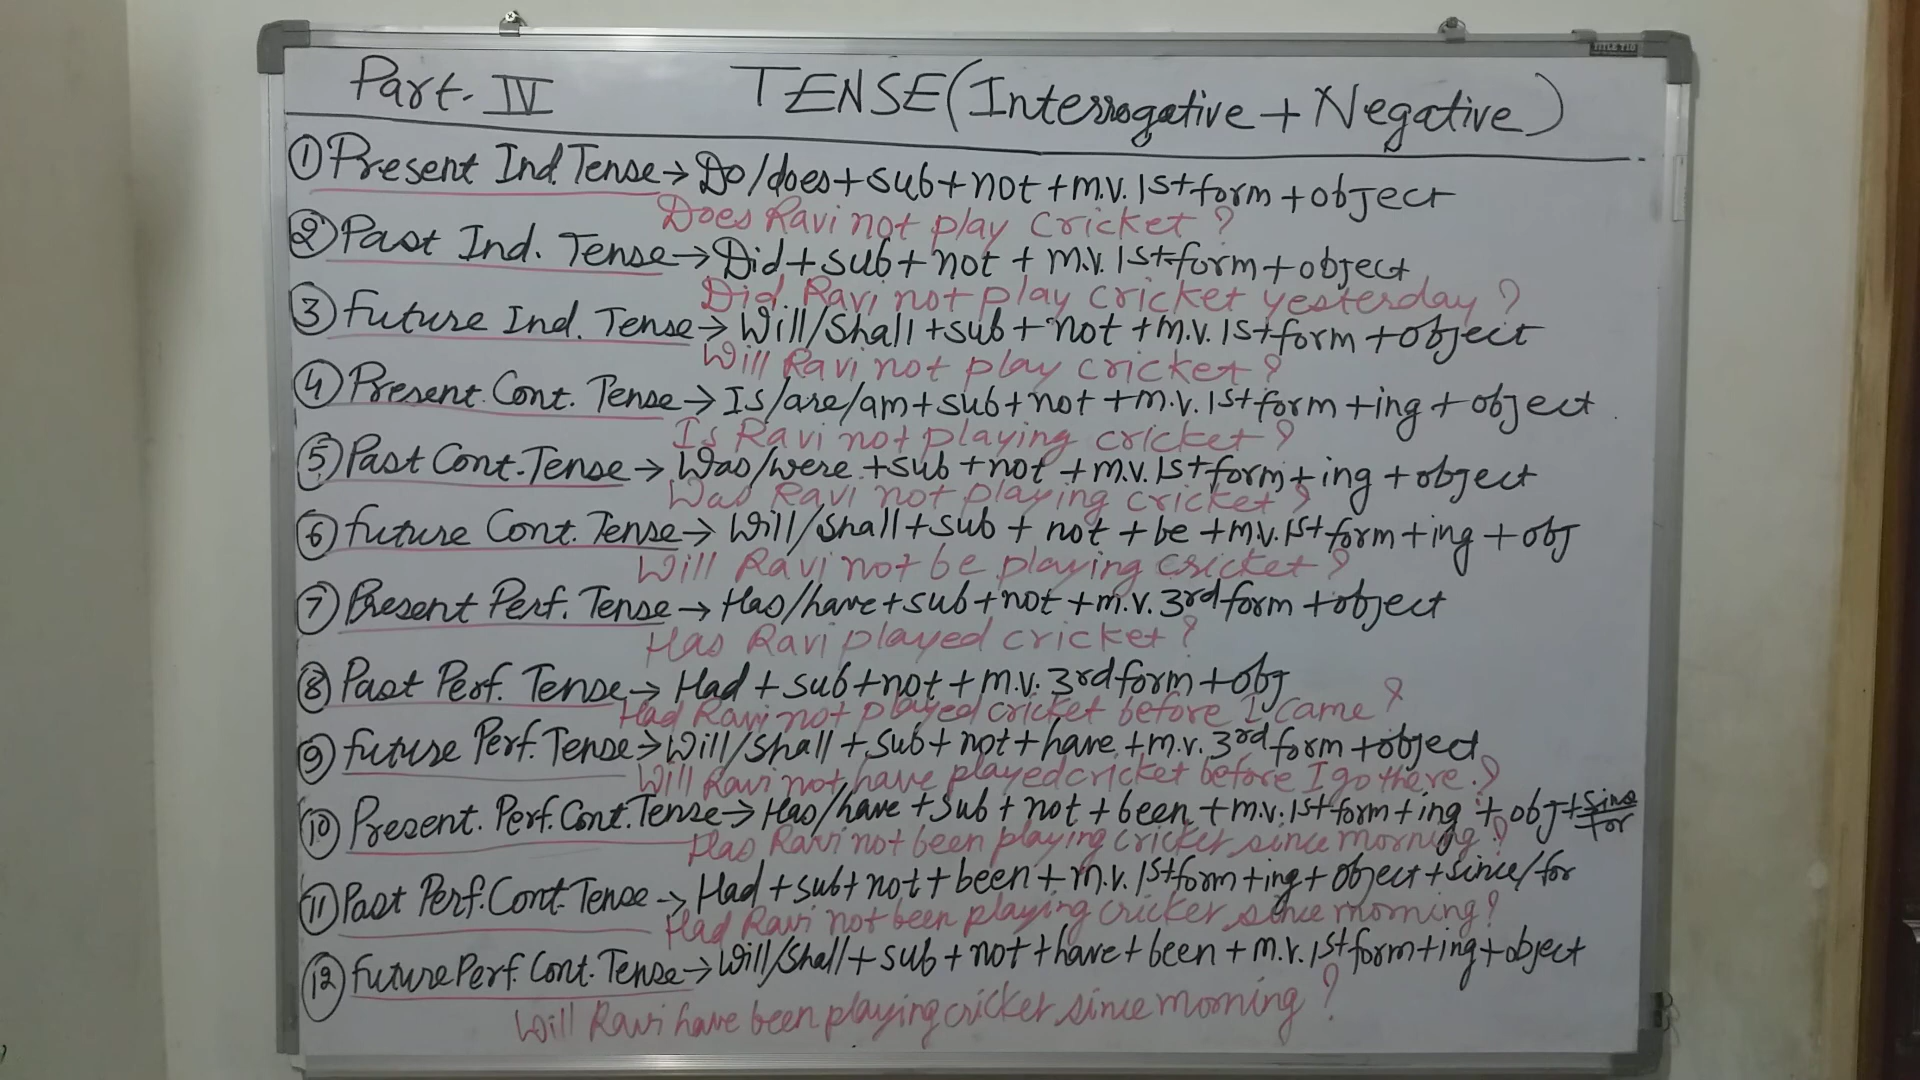 Part. IV TENSE (Interrogative + Negative)
① Present Ind. Tense → Do/does + sub + not + m.v. 1st form + object
Does Ravi not play cricket ?
② Past Ind. Tense → Did + sub + not + m.v. 1st form + object
Did Ravi not play cricket yesterday ?
③ Future Ind. Tense → Will/Shall + sub + not + m.v. 1st form + object
Will Ravi not play cricket ?
④ Present Cont. Tense → Is/are/am + sub + not + m.v. 1st form + ing + object
Is Ravi not playing cricket ?
⑤ Past Cont. Tense → Was/were + sub + not + m.v. 1st form + ing + object
Was Ravi not playing cricket ?
⑥ Future Cont. Tense → Will/Shall + sub + not + be + m.v. 1st form + ing + obj
Will Ravi not be playing cricket ?
⑦ Present Perf. Tense → Has/have + sub + not + m.v. 3rd form + object
Has Ravi played cricket ?
⑧ Past Perf. Tense → Had + sub + not + m.v. 3rd form + obj
Had Ravi not played cricket before I came ?
⑨ Future Perf. Tense → Will/Shall + sub + not + have + m.v. 3rd form + object
Will Ravi not have played cricket before I go there ?
⑩ Present. Perf. Cont. Tense → Has/have + sub + not + been + m.v. 1st form + ing + obj + since/for
Has Ravi not been playing cricket since morning ?
⑪ Past Perf. Cont. Tense → Had + sub + not + been + m.v. 1st form + ing + object + since/for
Had Ravi not been playing cricket since morning ?
⑫ Future Perf. Cont. Tense → Will/Shall + sub + not + have + been + m.v. 1st form + ing + object
Will Ravi have been playing cricket since morning ?